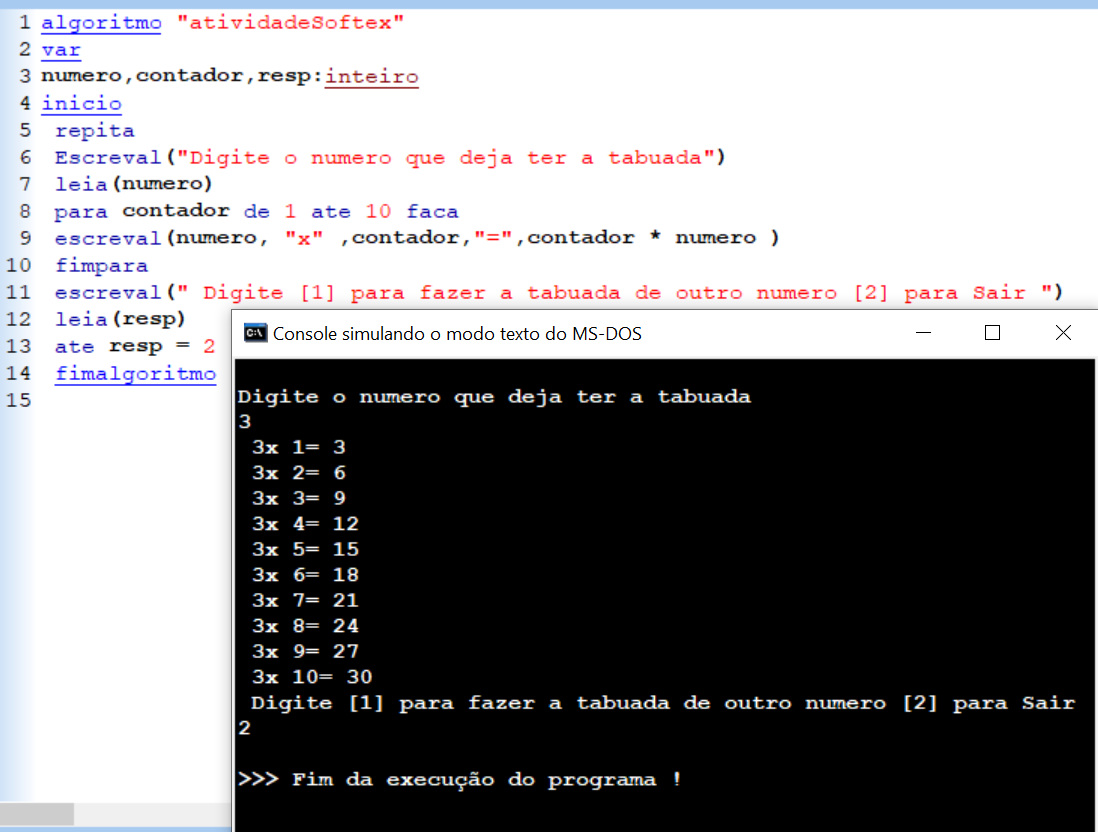 1 algoritmo "atividadeSoftex"
2 var
3 numero,contador,resp:inteiro
4 inicio
5 repita
6 Escreval("Digite o numero que deja ter a tabuada")
7 leia(numero)
8 para contador de 1 ate 10 faca
9 escreval(numero, "x" ,contador,"=",contador * numero )
10 fimpara
11 escreval(" Digite [1] para fazer a tabuada de outro numero [2] para Sair ")
12 leia(resp)
13 ate resp = 2
14 fimalgoritmo
15
C:\ Console simulando o modo texto do MS-DOS
Digite o numero que deja ter a tabuada
3
3x 1= 3
3x 2= 6
3x 3= 9
3x 4= 12
3x 5= 15
3x 6= 18
3x 7= 21
3x 8= 24
3x 9= 27
3x 10= 30
Digite [1] para fazer a tabuada de outro numero [2] para Sair
2
>>> Fim da execução do programa !